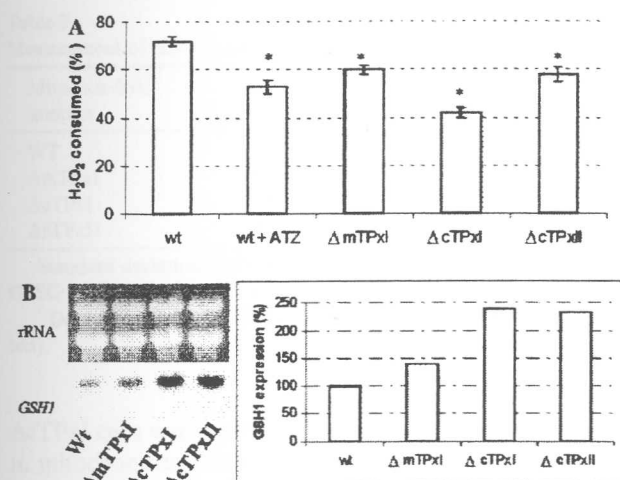 A
H₂O₂ consumed (%)
80
60
40
20
0
* * * *
wt wt + ATZ Δ mTPxI Δ cTPxI Δ cTPxII
B
rRNA
GSH1
Wt ΔmTPxI ΔcTPxI ΔcTPxII
GSH1 expression (%)
250
200
150
100
50
0
wt Δ mTPxI Δ cTPxI Δ cTPxII